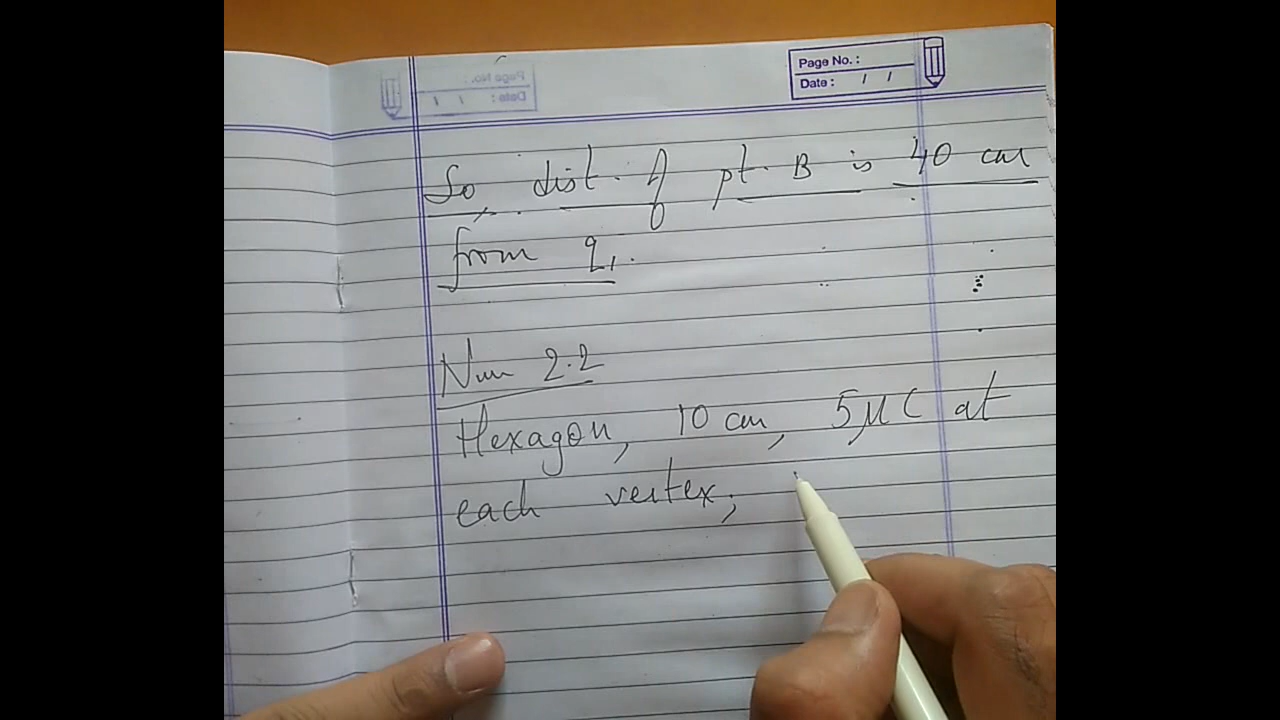 Page No. :
Date : / /
So, dist. of pt. B is 40 cm
from q1.
Num 2.2
Hexagon, 10 cm, 5μC at
each vertex;